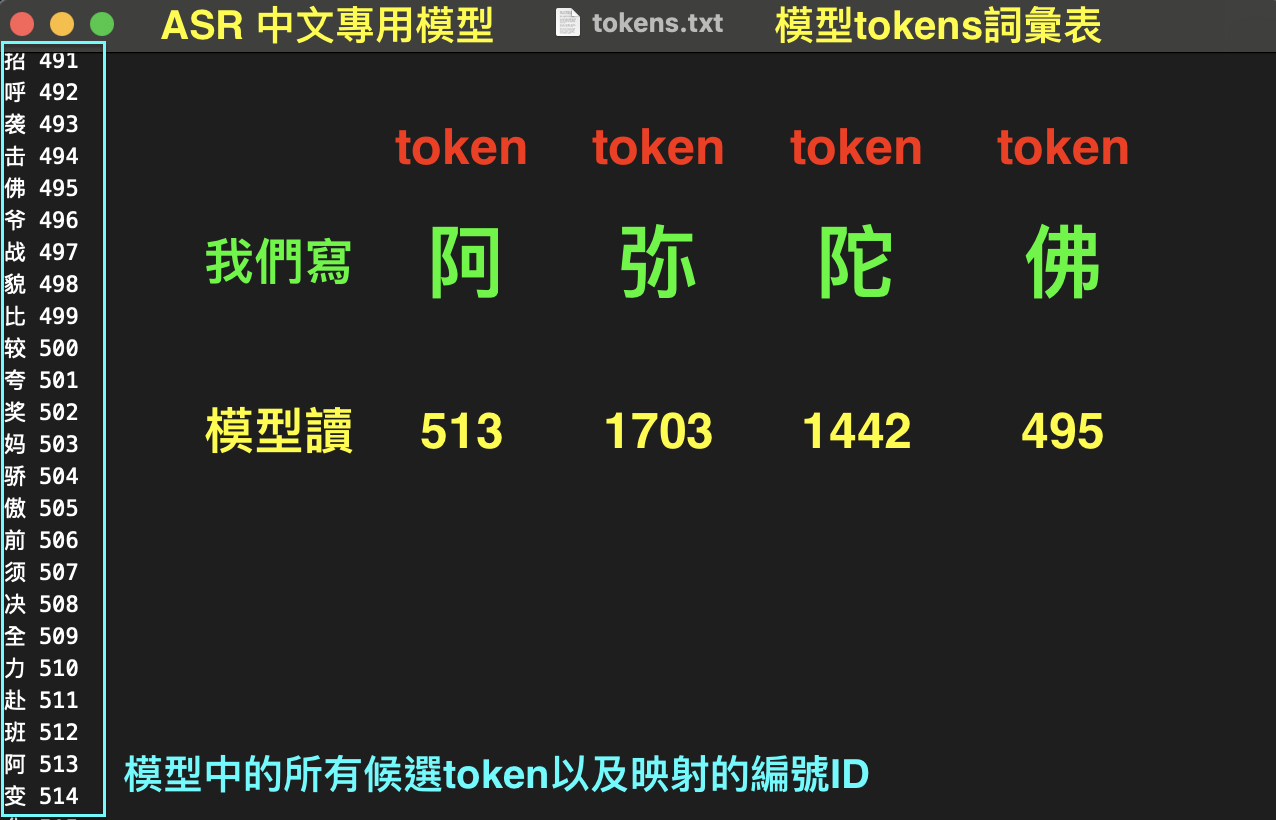 ASR 中文專用模型 tokens.txt 模型tokens詞彙表
招 491
呼 492
袭 493
击 494
佛 495
爷 496
战 497
貌 498
比 499
较 500
夸 501
奖 502
妈 503
骄 504
傲 505
前 506
须 507
决 508
全 509
力 510
赴 511
班 512
阿 513
变 514
token token token token
我們寫 阿 弥 陀 佛
模型讀 513 1703 1442 495
模型中的所有候選token以及映射的編號ID